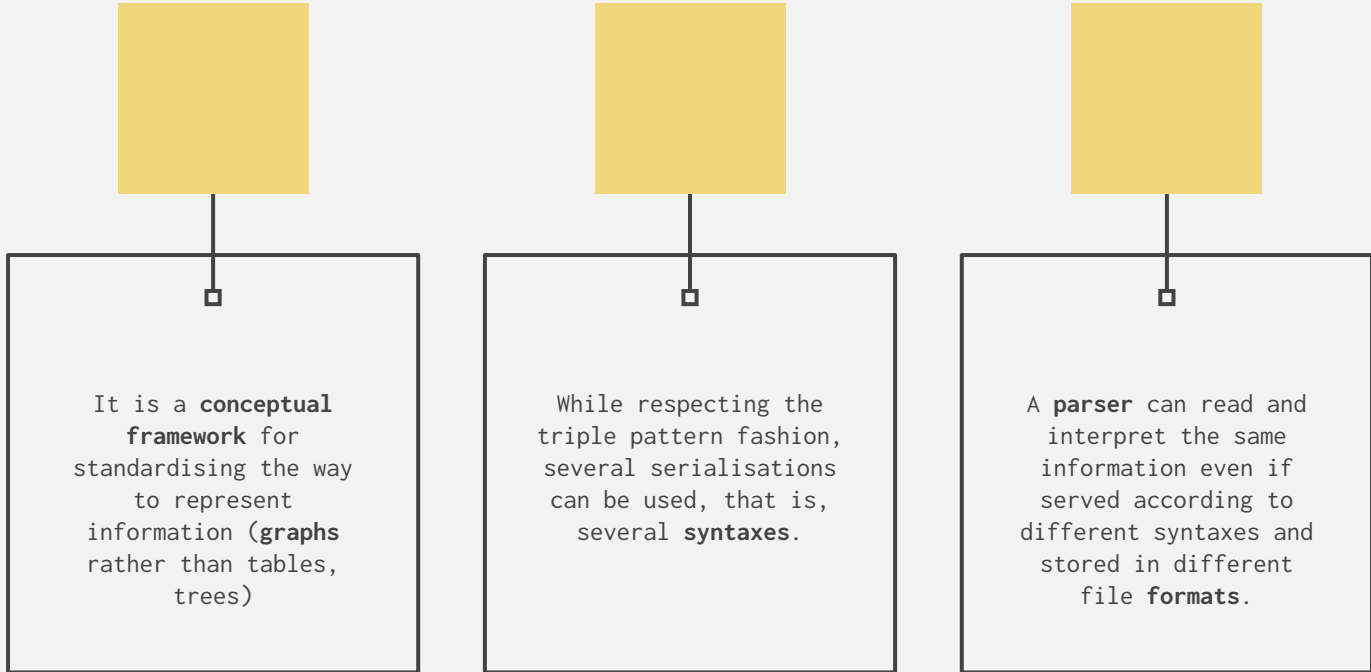 It is a conceptual
framework for
standardising the way
to represent
information (graphs
rather than tables,
trees)
While respecting the
triple pattern fashion,
several serialisations
can be used, that is,
several syntaxes.
A parser can read and
interpret the same
information even if
served according to
different syntaxes and
stored in different
file formats.